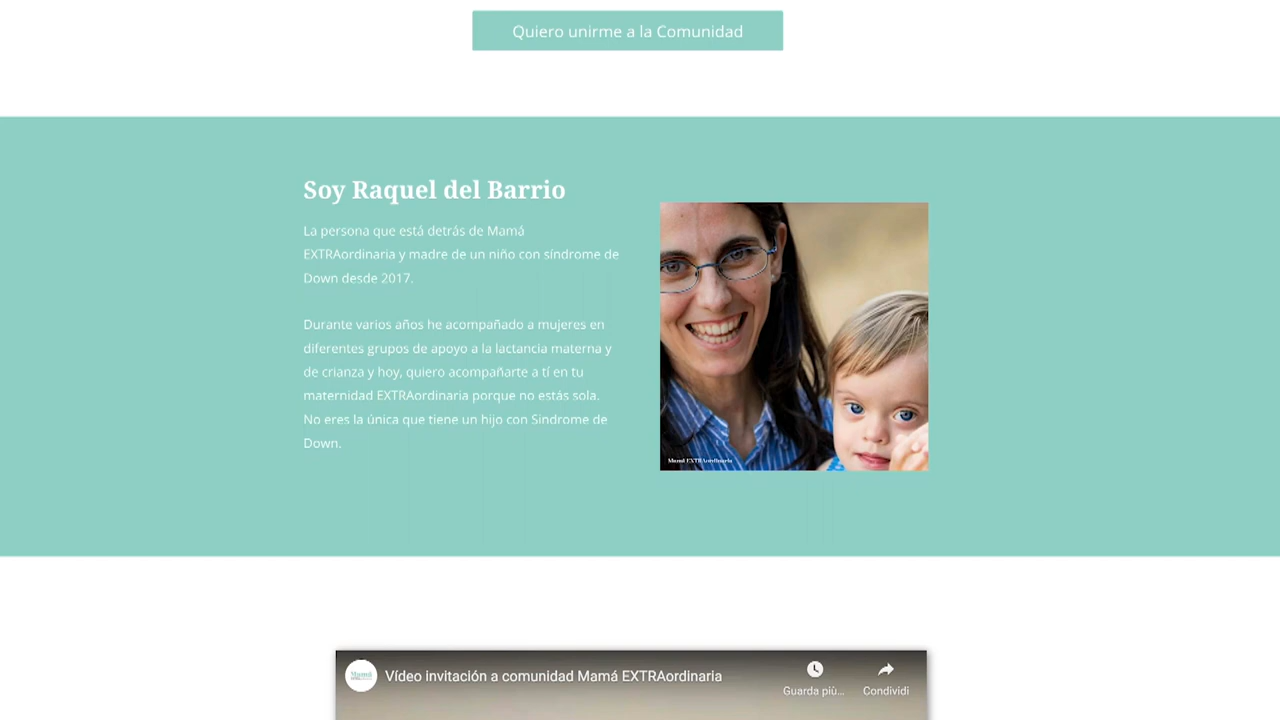 Quiero unirme a la Comunidad
Soy Raquel del Barrio
La persona que está detrás de Mamá
EXTRAordinaria y madre de un niño con síndrome de
Down desde 2017.
Durante varios años he acompañado a mujeres en
diferentes grupos de apoyo a la lactancia materna y
de crianza y hoy, quiero acompañarte a tí en tu
maternidad EXTRAordinaria porque no estás sola.
No eres la única que tiene un hijo con Síndrome de
Down.
Mamá EXTRAordinaria
Mamá
Vídeo invitación a comunidad Mamá EXTRAordinaria
Guarda più...
Condividi